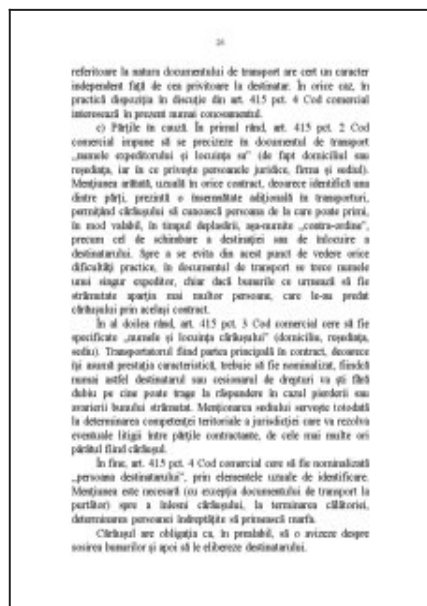 referitoare la natura documentului de transport are cert un caracter
independent față de cea privitoare la destinatar. În orice caz, în
practică dispoziția în discuție din art. 415 pct. 4 Cod comercial
interesează în prezent numai conosamentul.
c) Părțile în cauză. În primul rând, art. 415 pct. 2 Cod
comercial impune să se precizeze în documentul de transport
„numele expeditorului și locuința sa” (de fapt domiciliul sau
reședința, iar în ce privește persoanele juridice, firma și sediul).
Mențiunea arătată, uzuală în orice contract, deoarece identifică una
dintre părți, prezintă o însemnătate adițională în transporturi,
permițând cărăușului să cunoască persoana de la care poate primi,
în mod valabil, în timpul deplasării, așa-numite „contra-ordine”,
precum cel de schimbare a destinației sau de înlocuire a
destinatarului. Spre a se evita din acest punct de vedere orice
dificultăți practice, în documentul de transport se trece numele
unui singur expeditor, chiar dacă bunurile ce urmează să fie
strămutate aparțin mai multor persoane, care le-au predat
cărăușului prin același contract.
În al doilea rând, art. 415 pct. 3 Cod comercial cere să fie
specificate „numele și locuința cărăușului” (domiciliu, reședința,
sediu). Transportatorul fiind partea principală în contract, deoarece
își asumă prestația caracteristică, trebuie să fie nominalizat, fiindcă
numai astfel destinatarul sau cesionarul de drepturi va ști fără
dubiu pe cine poate trage la răspundere în cazul pierderii sau
avarierii bunului strămutat. Menționarea sediului servește totodată
la determinarea competenței teritoriale a jurisdicției care va rezolva
eventuale litigii între părțile contractante, de cele mai multe ori
pârâtul fiind cărăușul.
În fine, art. 415 pct. 4 Cod comercial cere să fie nominalizată
„persoana destinatarului”, prin elementele uzuale de identificare.
Mențiunea este necesară (cu excepția documentului de transport la
purtător) spre a înlesni cărăușului, la terminarea călătoriei,
determinarea persoanei îndreptățite să primească marfa.
Cărăușul are obligația ca, în prealabil, să o avizeze despre
sosirea bunurilor și apoi să le elibereze destinatarului.